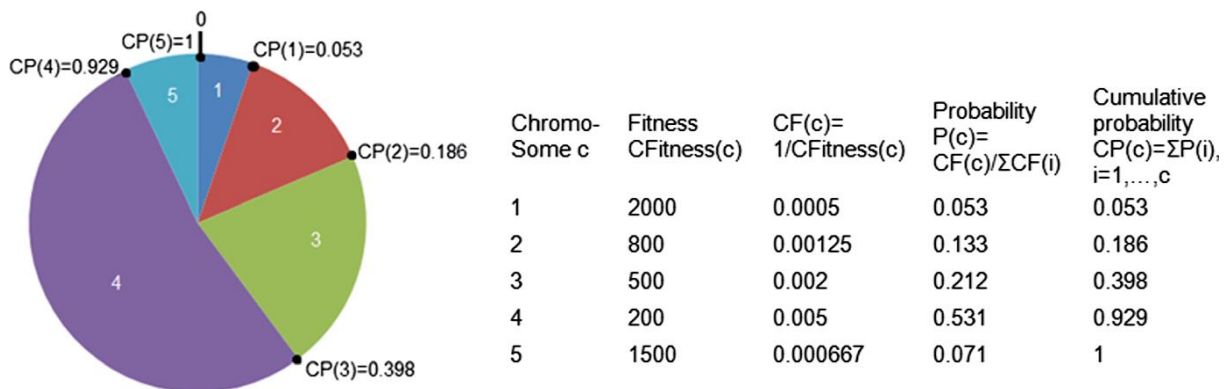 0
CP(5)=1
CP(1)=0.053
CP(4)=0.929
5
1
2
CP(2)=0.186
3
4
CP(3)=0.398
Chromo-
Some c
Fitness
CFitness(c)
CF(c)=
1/CFitness(c)
Probability
P(c)=
CF(c)/ΣCF(i)
Cumulative
probability
CP(c)=ΣP(i),
i=1,...,c
1 2000 0.0005 0.053 0.053
2 800 0.00125 0.133 0.186
3 500 0.002 0.212 0.398
4 200 0.005 0.531 0.929
5 1500 0.000667 0.071 1